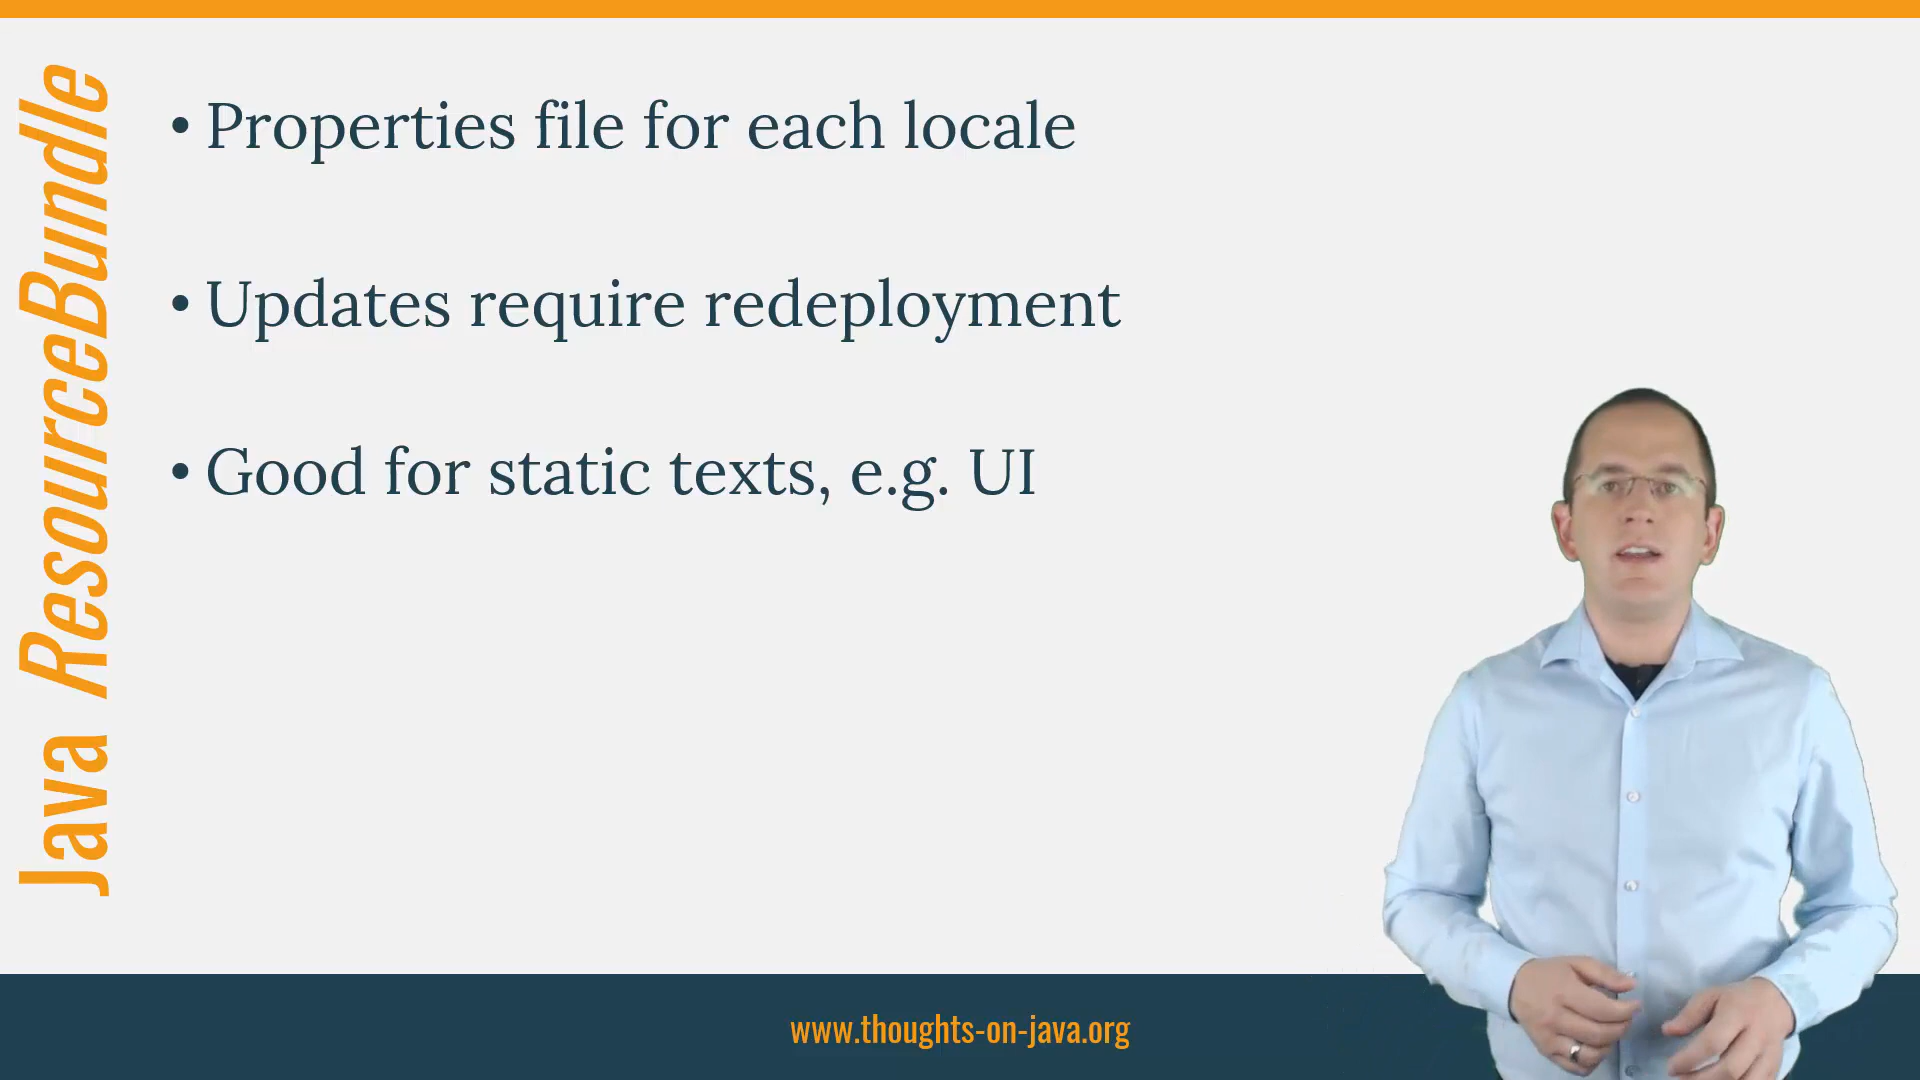 Java ResourceBundle
• Properties file for each locale
• Updates require redeployment
• Good for static texts, e.g. UI
www.thoughts-on-java.org